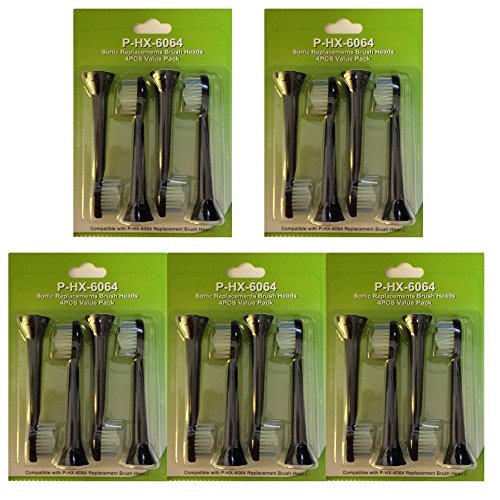 P-HX-6064
Sonic Replacements Brush Heads
4PCS Value Pack
Compatible with P-HX-6064 Replacement Brush Heads
P-HX-6064
Sonic Replacements Brush Heads
4PCS Value Pack
Compatible with P-HX-6064 Replacement Brush Heads
P-HX-6064
Sonic Replacements Brush Heads
4PCS Value Pack
Compatible with P-HX-6064 Replacement Brush Heads
P-HX-6064
Sonic Replacements Brush Heads
4PCS Value Pack
Compatible with P-HX-6064 Replacement Brush Heads
P-HX-6064
Sonic Replacements Brush Heads
4PCS Value Pack
Compatible with P-HX-6064 Replacement Brush Heads